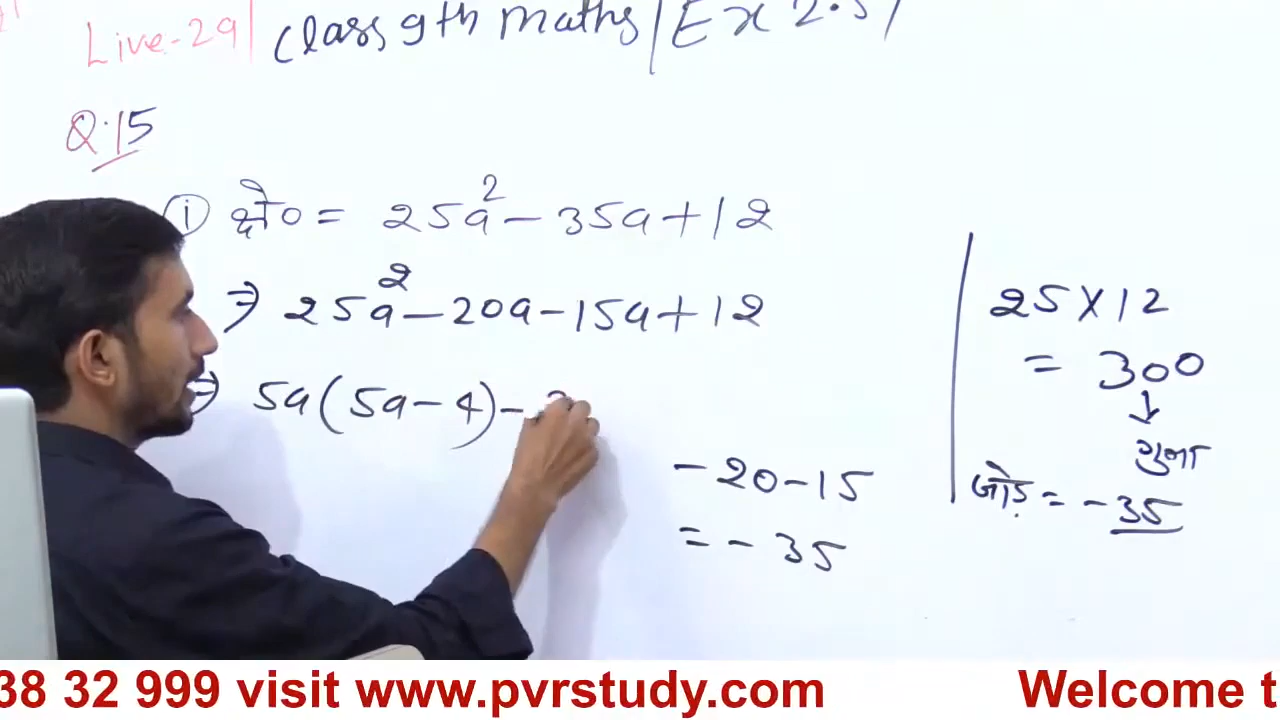 Live-29| Class 9th maths/Ex 2.5/
Q.15
(i) क्षे० = 25a² - 35a + 12
⇒ 25a² - 20a - 15a + 12
⇒ 5a(5a - 4) - 3
- 20 - 15
= - 35
25 × 12
= 300
↓
गुणा
जोड़ = - 35
38 32 999 visit www.pvrstudy.com Welcome t